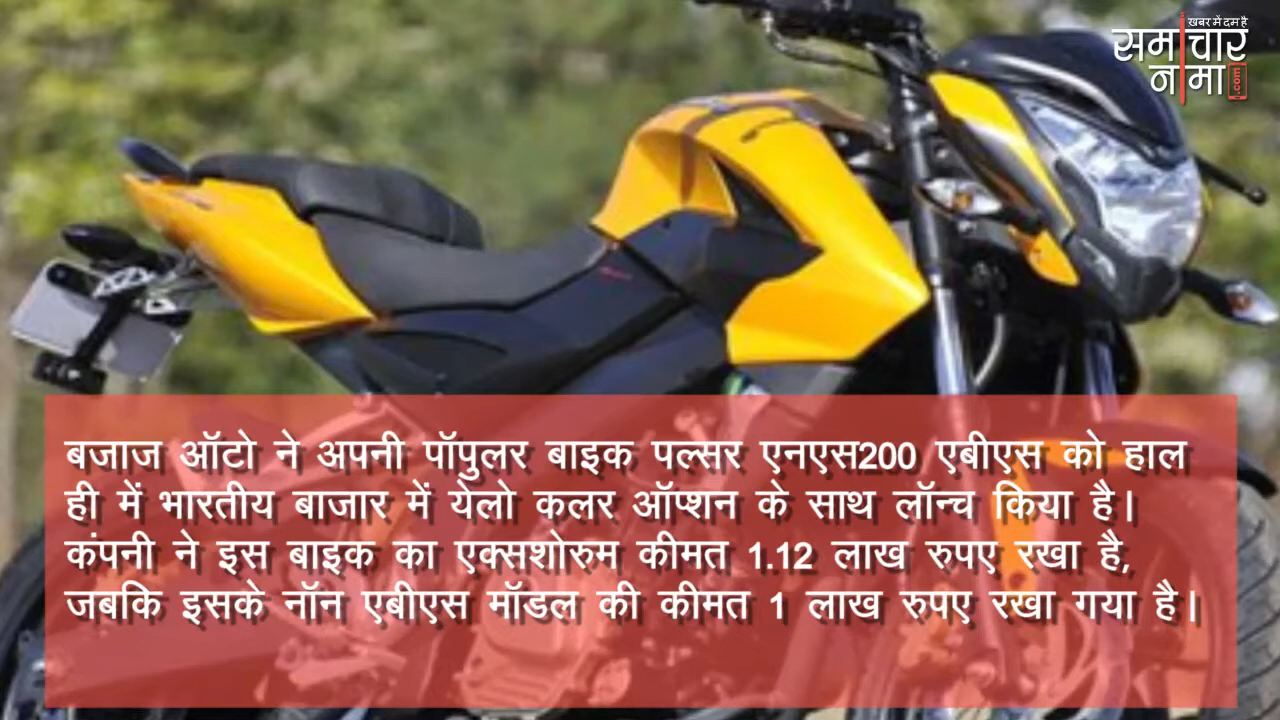 खबर में दम है
समाचार
नामा.com
बजाज ऑटो ने अपनी पॉपुलर बाइक पल्सर एनएस200 एबीएस को हाल
ही में भारतीय बाजार में येलो कलर ऑप्शन के साथ लॉन्च किया है।
कंपनी ने इस बाइक का एक्सशोरुम कीमत 1.12 लाख रुपए रखा है,
जबकि इसके नॉन एबीएस मॉडल की कीमत 1 लाख रुपए रखा गया है।